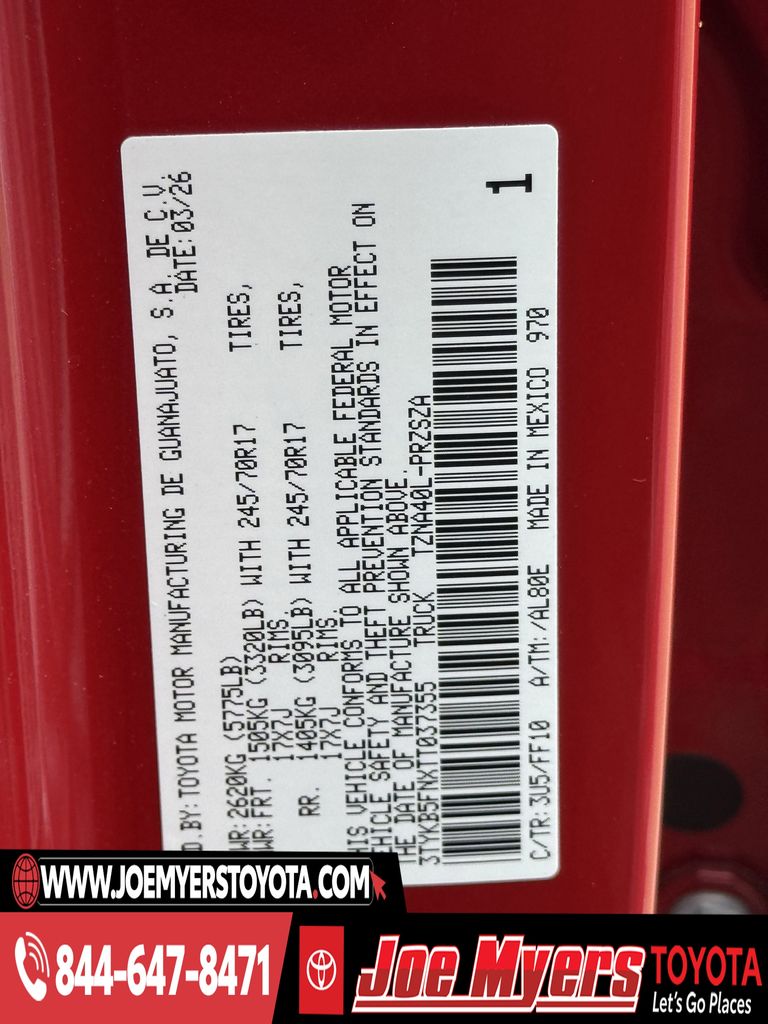 D.BY:TOYOTA MOTOR MANUFACTURING DE GUANAJUATO, S.A. DE C.V.
DATE:03/26
WR:2620KG (5775LB)
WR:FRT. 1505KG (3320LB) WITH 245/70R17 TIRES,
17X7J RIMS.
RR. 1405KG (3095LB) WITH 245/70R17 TIRES,
17X7J RIMS.
HIS VEHICLE CONFORMS TO ALL APPLICABLE FEDERAL MOTOR
EHICLE SAFETY AND THEFT PREVENTION STANDARDS IN EFFECT ON
THE DATE OF MANUFACTURE SHOWN ABOVE.
3TYKB5FNXTT037355 TRUCK TZNA40L-PRZSZA
1
C/TR:3U5/FF10 A/TM:/AL80E MADE IN MEXICO 970
WWW.JOEMYERSTOYOTA.COM
844-647-8471
Joe Myers TOYOTA
Let's Go Places